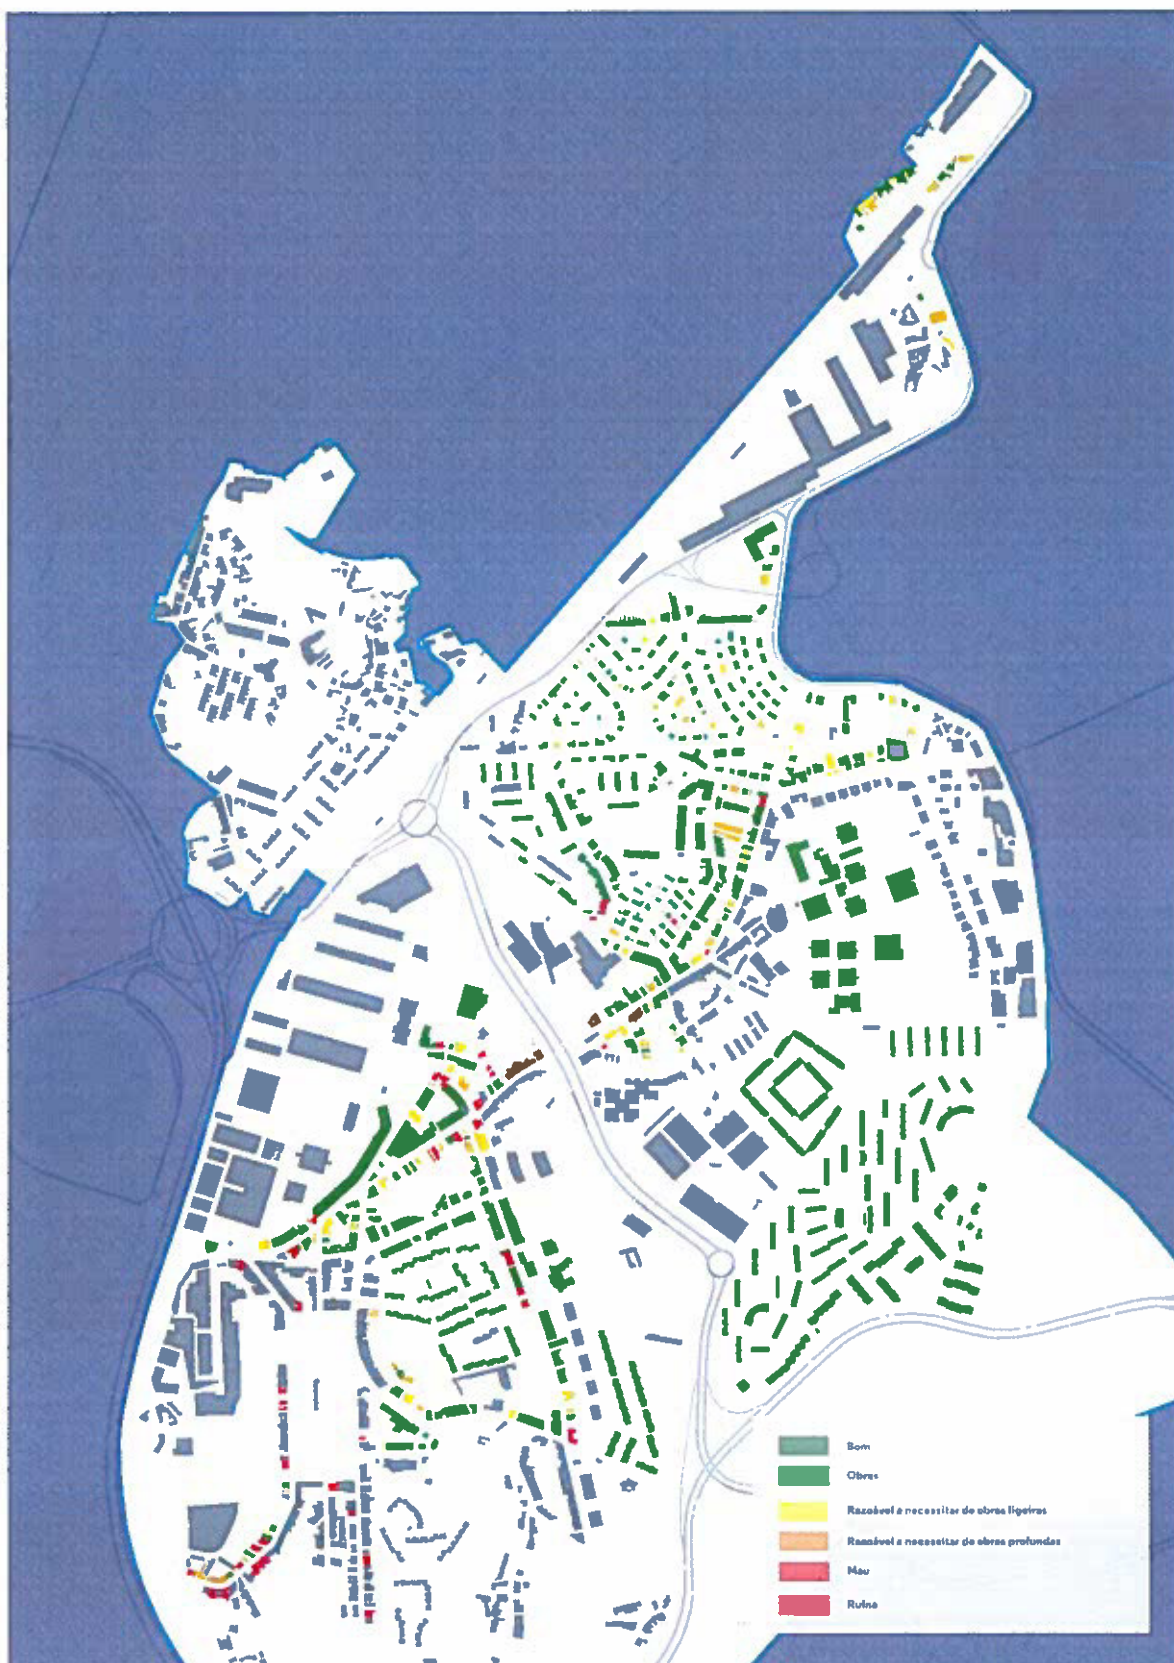 Bom
Obras
Razoável a necessitar de obras ligeiras
Razoável a necessitar de obras profundas
Mau
Ruína